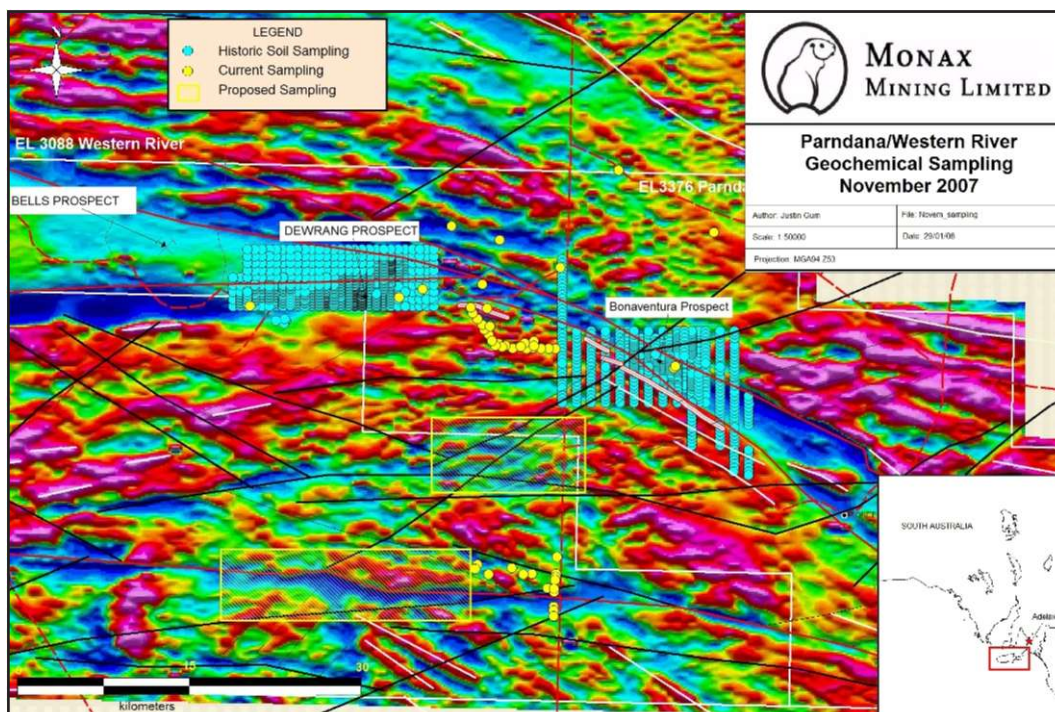 LEGEND
Historic Soil Sampling
Current Sampling
Proposed Sampling
N
MONAX
MINING LIMITED
Parndana/Western River
Geochemical Sampling
November 2007
Author: Justin Gum
File: Novem_sampling
Scale: 1:50000
Date: 29/01/08
Projection: MGA94 Z53
EL 3088 Western River
EL3376 Parnda
BELLS PROSPECT
DEWRANG PROSPECT
Bonaventura Prospect
SOUTH AUSTRALIA
Adelai
0
15
30
kilometers